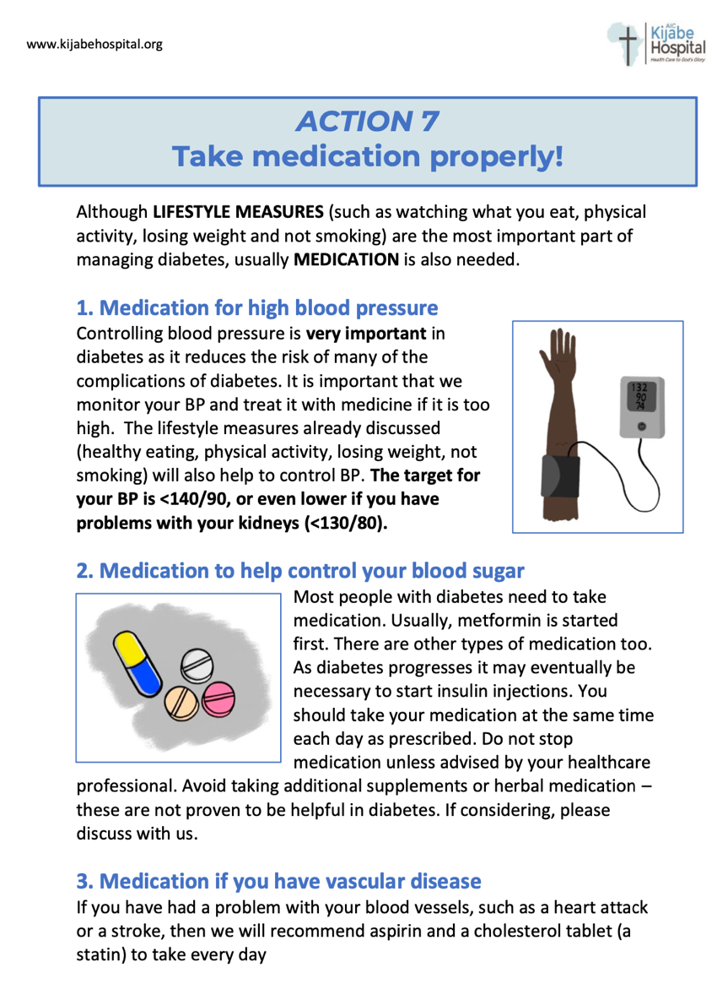 www.kijabehospital.org
AIC
Kijabe
Hospital
Health Care to God's Glory
ACTION 7
Take medication properly!
Although LIFESTYLE MEASURES (such as watching what you eat, physical
activity, losing weight and not smoking) are the most important part of
managing diabetes, usually MEDICATION is also needed.
1. Medication for high blood pressure
Controlling blood pressure is very important in
diabetes as it reduces the risk of many of the
complications of diabetes. It is important that we
monitor your BP and treat it with medicine if it is too
high.  The lifestyle measures already discussed
(healthy eating, physical activity, losing weight, not
smoking) will also help to control BP. The target for
your BP is <140/90, or even lower if you have
problems with your kidneys (<130/80).
132
90
74
2. Medication to help control your blood sugar
Most people with diabetes need to take
medication. Usually, metformin is started
first. There are other types of medication too.
As diabetes progresses it may eventually be
necessary to start insulin injections. You
should take your medication at the same time
each day as prescribed. Do not stop
medication unless advised by your healthcare
professional. Avoid taking additional supplements or herbal medication –
these are not proven to be helpful in diabetes. If considering, please
discuss with us.
3. Medication if you have vascular disease
If you have had a problem with your blood vessels, such as a heart attack
or a stroke, then we will recommend aspirin and a cholesterol tablet (a
statin) to take every day